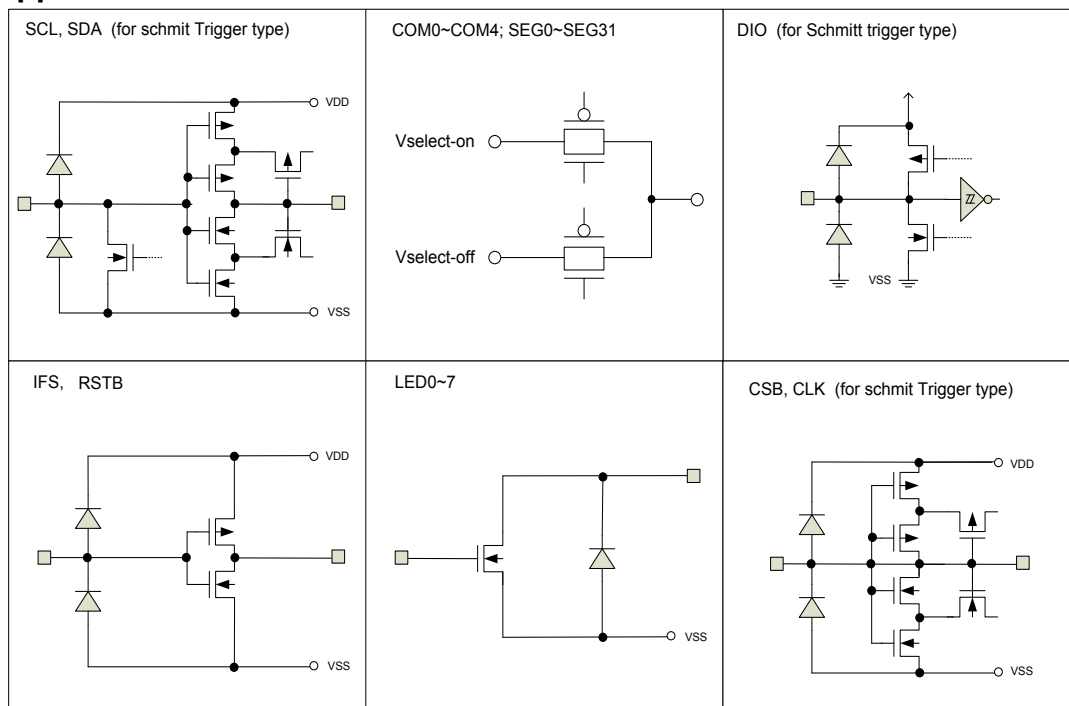 SCL, SDA (for schmit Trigger type)
VDD
VSS
COM0~COM4; SEG0~SEG31
Vselect-on
Vselect-off
DIO (for Schmitt trigger type)
VSS
IFS, RSTB
VDD
VSS
LED0~7
VSS
CSB, CLK (for schmit Trigger type)
VDD
VSS